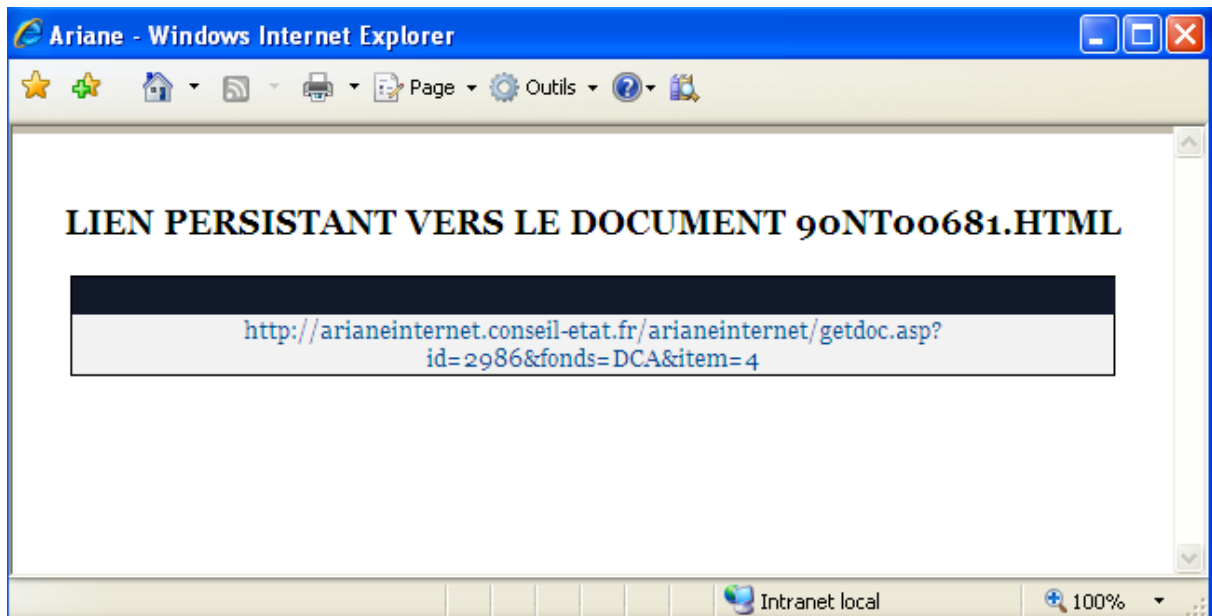 Ariane - Windows Internet Explorer
Page Outils
LIEN PERSISTANT VERS LE DOCUMENT 90NT00681.HTML
http://arianeinternet.conseil-etat.fr/arianeinternet/getdoc.asp?
id=2986&fonds=DCA&item=4
Intranet local 100%